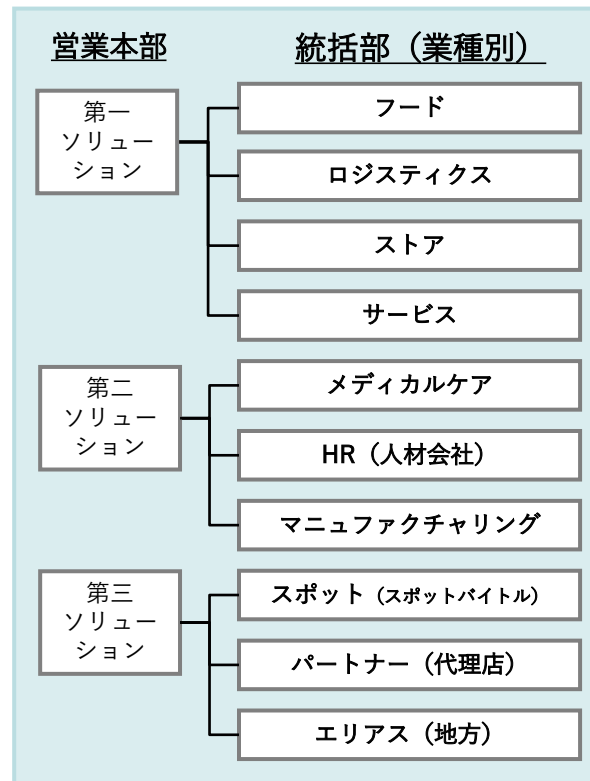 営業本部
統括部（業種別）
第一
ソリュー
ション
フード
ロジスティクス
ストア
サービス
第二
ソリュー
ション
メディカルケア
HR（人材会社）
マニュファクチャリング
第三
ソリュー
ション
スポット（スポットバイトル）
パートナー（代理店）
エリアス（地方）